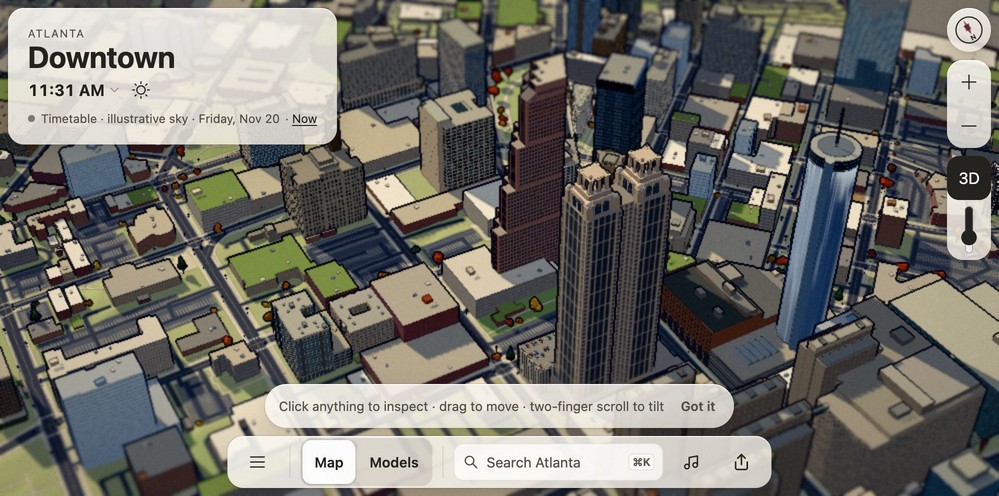 ATLANTA
Downtown
11:31 AM
Timetable · illustrative sky · Friday, Nov 20 · Now
N
3D
Click anything to inspect · drag to move · two-finger scroll to tilt Got it
Map Models Search Atlanta ⌘K